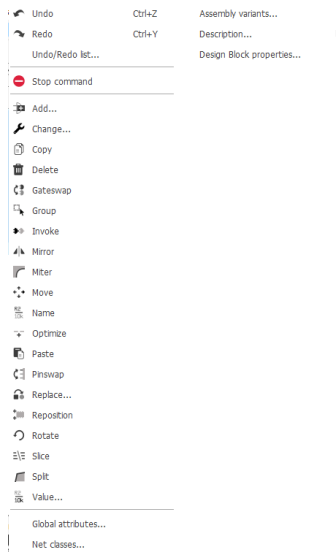 Undo Ctrl+Z
Redo Ctrl+Y
Undo/Redo list...
Stop command
Add...
Change...
Copy
Delete
Gateswap
Group
Invoke
Mirror
Miter
Move
Name
Optimize
Paste
Pinswap
Replace...
Reposition
Rotate
Slice
Split
Value...
Global attributes...
Net classes...
Assembly variants...
Description...
Design Block properties...